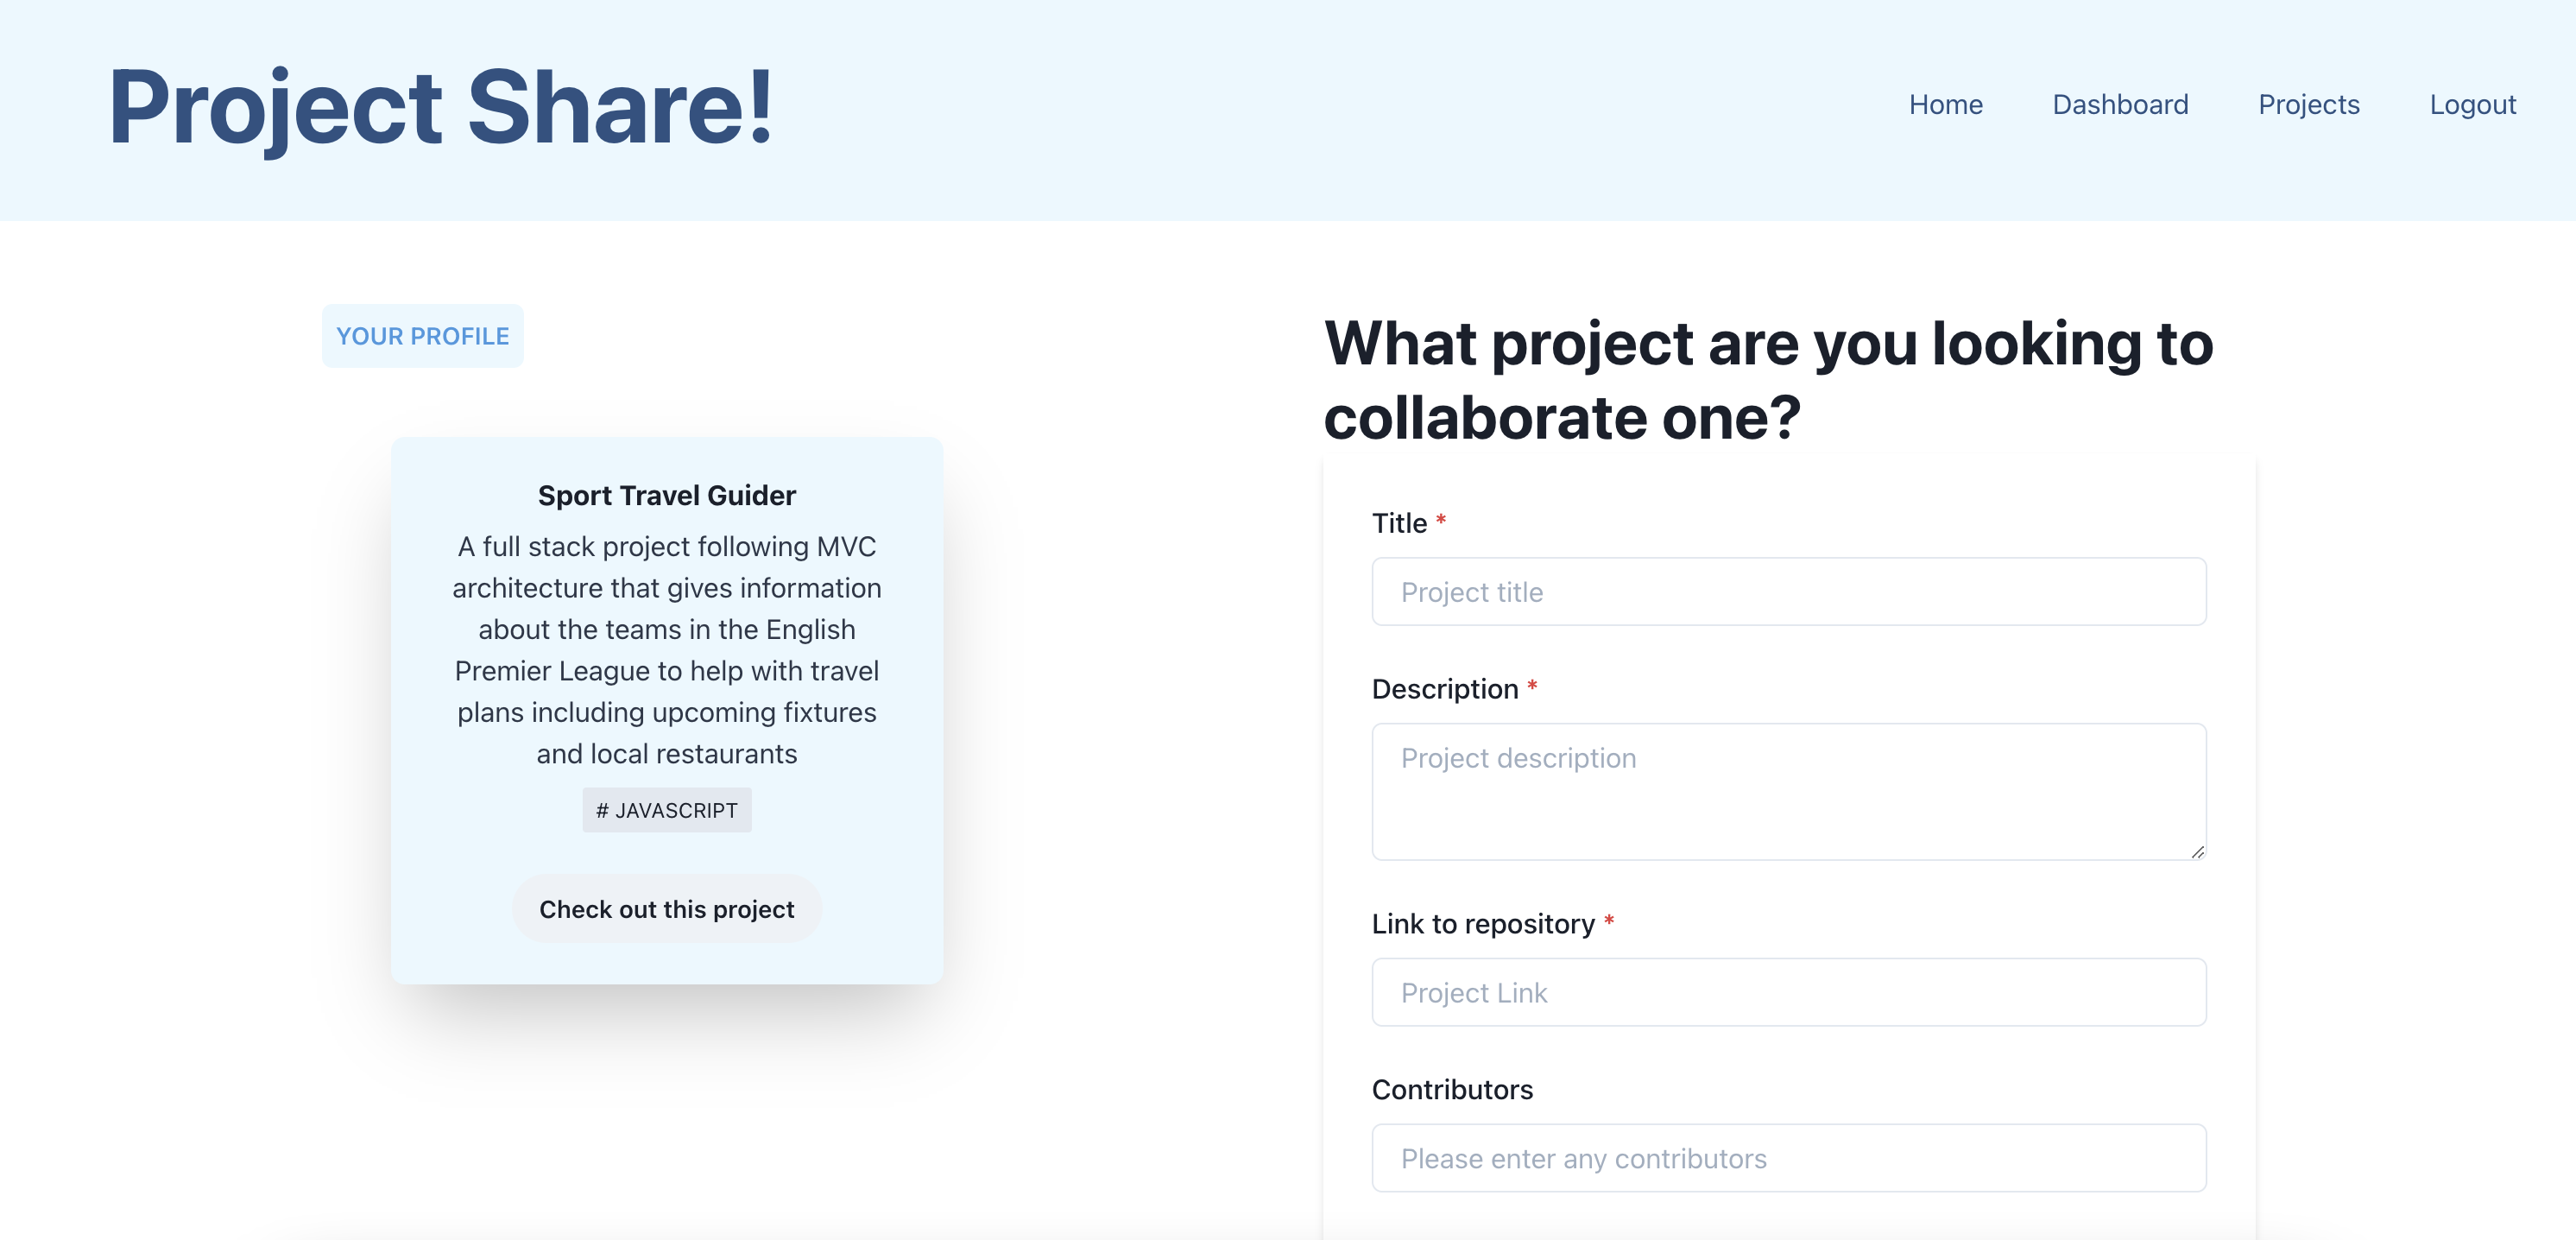 Project Share!
Home Dashboard Projects Logout
YOUR PROFILE
Sport Travel Guider
A full stack project following MVC
architecture that gives information
about the teams in the English
Premier League to help with travel
plans including upcoming fixtures
and local restaurants
# JAVASCRIPT
Check out this project
What project are you looking to
collaborate one?
Title *
Project title
Description *
Project description
Link to repository *
Project Link
Contributors
Please enter any contributors